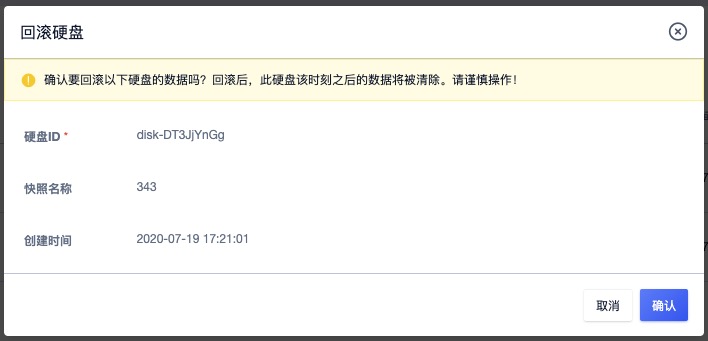 回滚硬盘
确认要回滚以下硬盘的数据吗？回滚后，此硬盘该时刻之后的数据将被清除。请谨慎操作！
硬盘ID * disk-DT3JjYnGg
快照名称 343
创建时间 2020-07-19 17:21:01
取消 确认